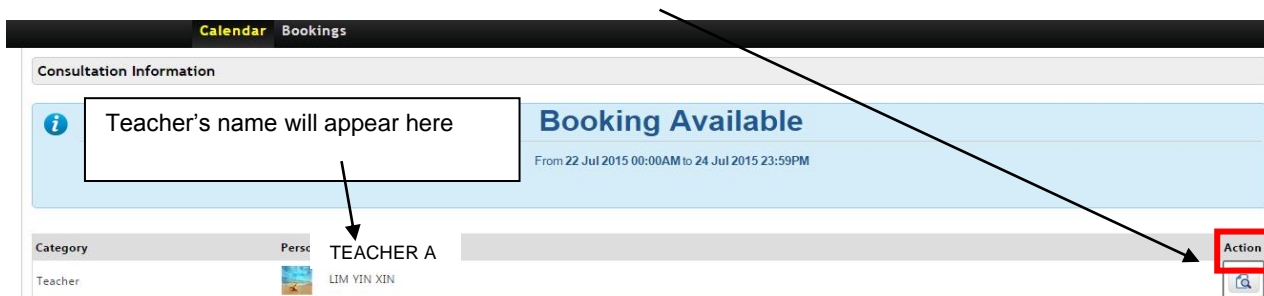 Calendar Bookings
Consultation Information
Teacher's name will appear here
Booking Available
From 22 Jul 2015 00:00AM to 24 Jul 2015 23:59PM
Category Action
TEACHER A
Teacher LIM YIN XIN